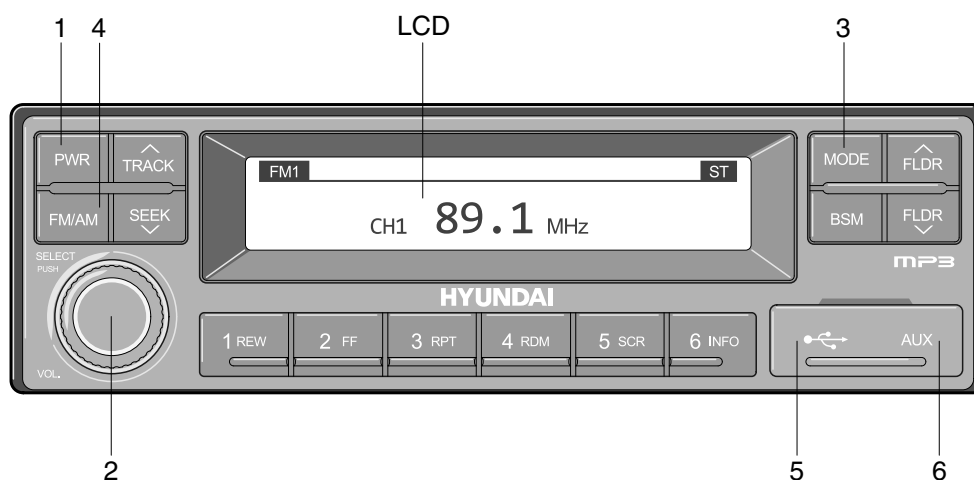 1 4 LCD 3
PWR TRACK
FM1 ST
MODE FLDR
FM/AM SEEK
CH1 89.1 MHz
BSM FLDR
SELECT
PUSH
MP3
HYUNDAI
1 REW 2 FF 3 RPT 4 RDM 5 SCR 6 INFO
AUX
VOL.
2 5 6